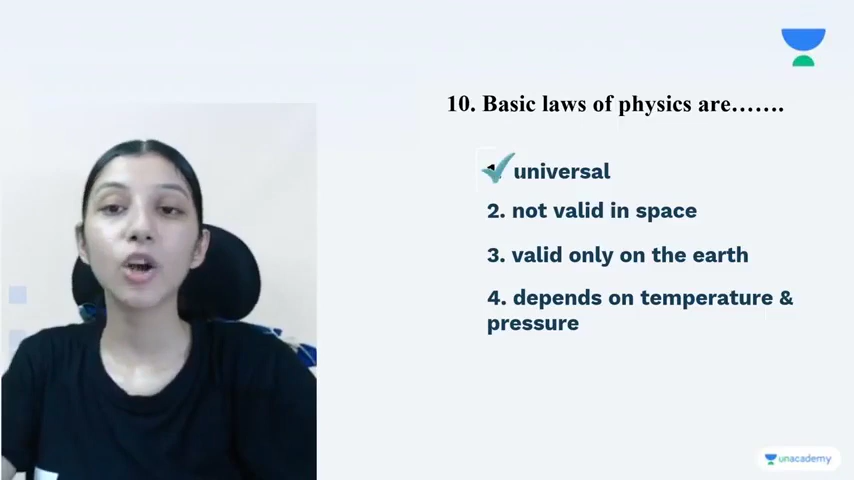 10. Basic laws of physics are…….
universal
2. not valid in space
3. valid only on the earth
4. depends on temperature &
pressure
unacademy